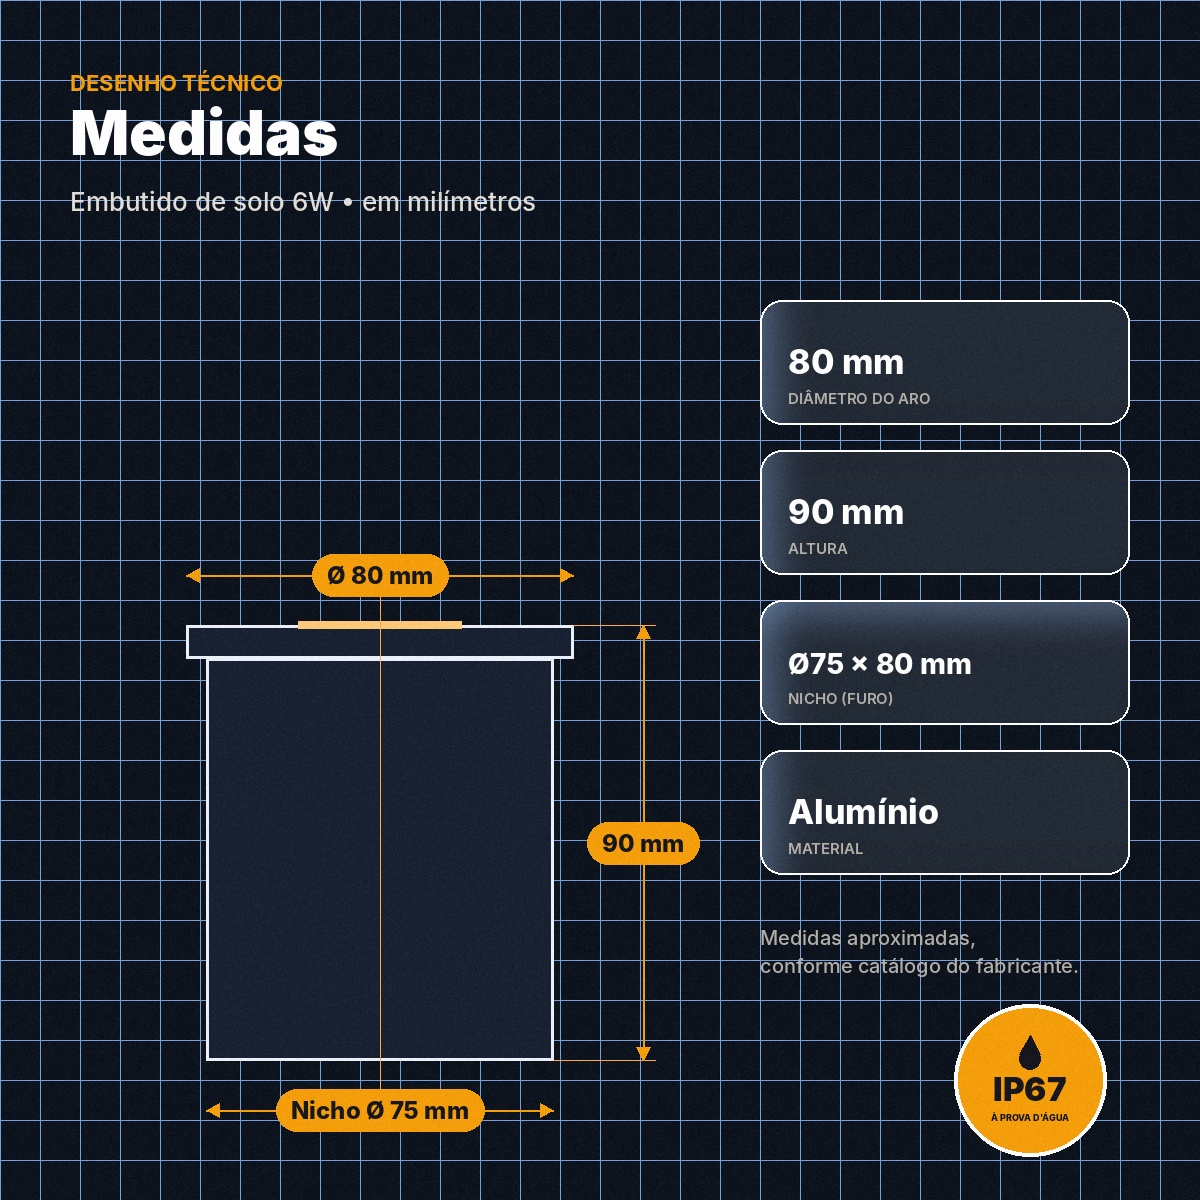 DESENHO TÉCNICO
Medidas
Embutido de solo 6W • em milímetros
80 mm
DIÂMETRO DO ARO
90 mm
ALTURA
Ø75 × 80 mm
NICHO (FURO)
Alumínio
MATERIAL
Ø 80 mm
90 mm
Nicho Ø 75 mm
Medidas aproximadas,
conforme catálogo do fabricante.
IP67
À PROVA D'ÁGUA